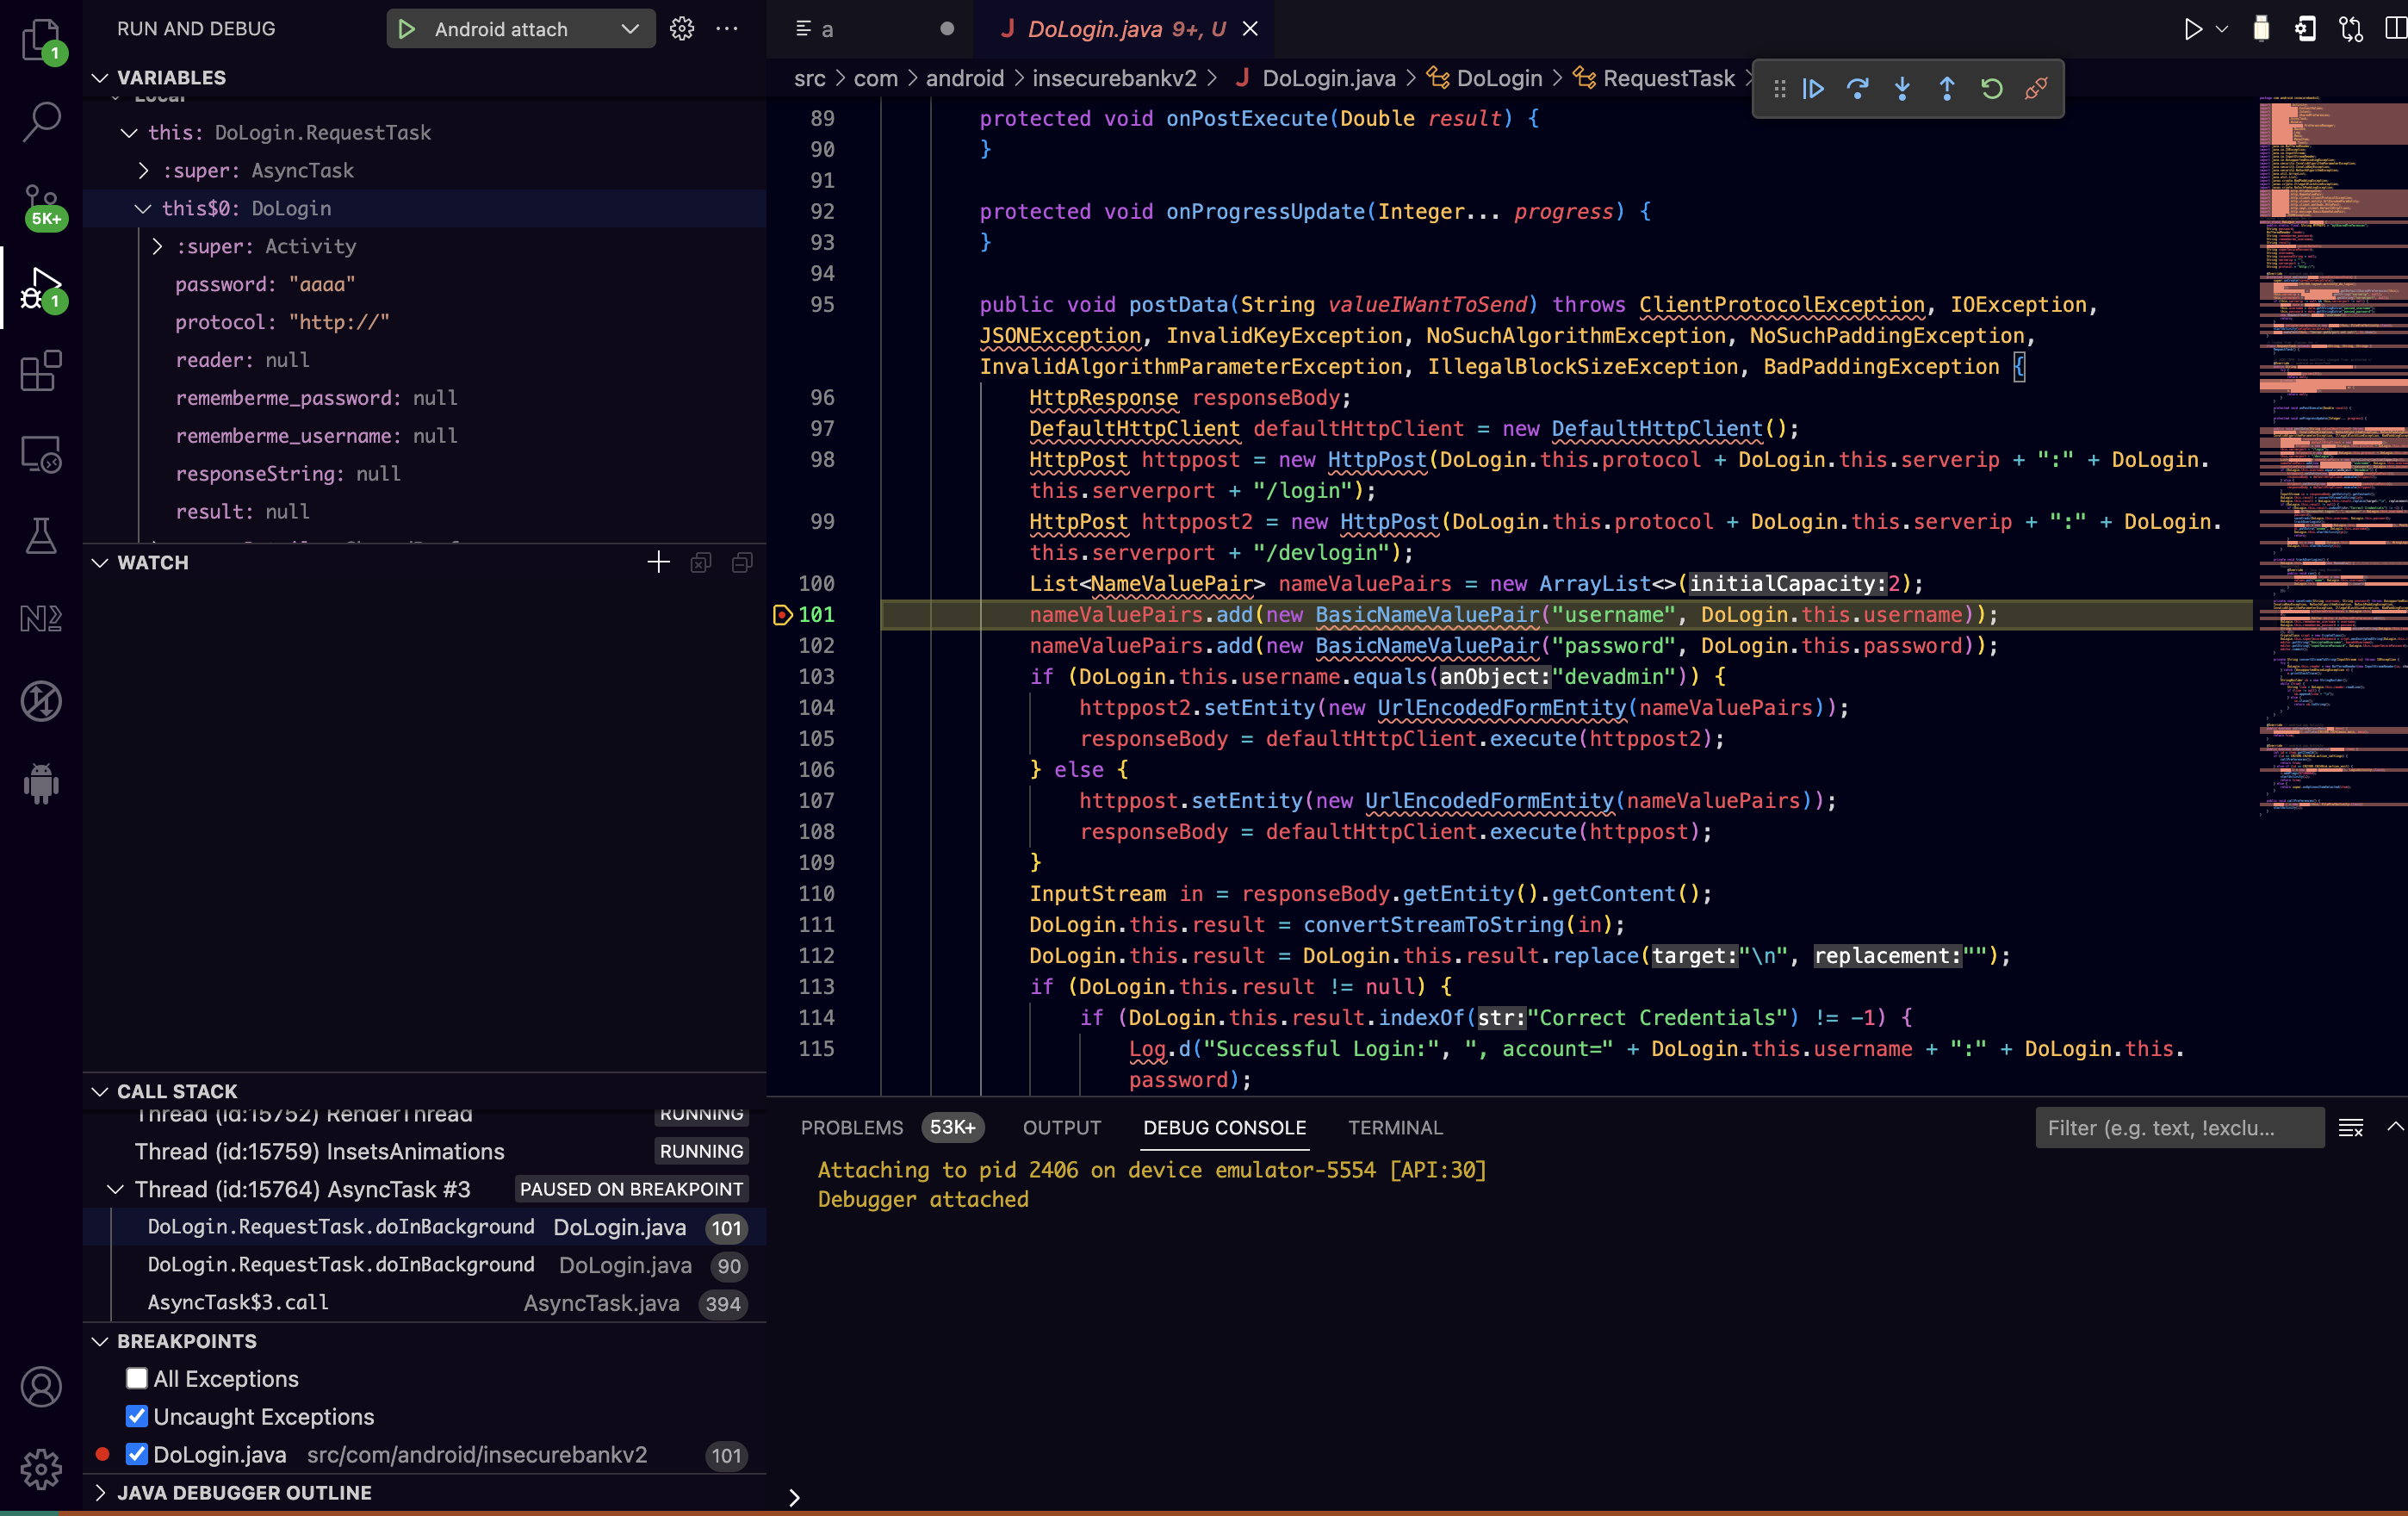 RUN AND DEBUG
Android attach
1
5K+
1
VARIABLES
Local
this: DoLogin.RequestTask
:super: AsyncTask
this$0: DoLogin
:super: Activity
password: "aaaa"
protocol: "http://"
reader: null
rememberme_password: null
rememberme_username: null
responseString: null
result: null
WATCH
CALL STACK
Thread (id:15752) RenderThread RUNNING
Thread (id:15759) InsetsAnimations RUNNING
Thread (id:15764) AsyncTask #3 PAUSED ON BREAKPOINT
DoLogin.RequestTask.doInBackground DoLogin.java 101
DoLogin.RequestTask.doInBackground DoLogin.java 90
AsyncTask$3.call AsyncTask.java 394
BREAKPOINTS
All Exceptions
Uncaught Exceptions
DoLogin.java src/com/android/insecurebankv2 101
JAVA DEBUGGER OUTLINE
a
J DoLogin.java 9+, U
src > com > android > insecurebankv2 > J DoLogin.java > DoLogin > RequestTask >
89 protected void onPostExecute(Double result) {
90 }
91
92 protected void onProgressUpdate(Integer... progress) {
93 }
94
95 public void postData(String valueIWantToSend) throws ClientProtocolException, IOException,
JSONException, InvalidKeyException, NoSuchAlgorithmException, NoSuchPaddingException,
InvalidAlgorithmParameterException, IllegalBlockSizeException, BadPaddingException {
96 HttpResponse responseBody;
97 DefaultHttpClient defaultHttpClient = new DefaultHttpClient();
98 HttpPost httppost = new HttpPost(DoLogin.this.protocol + DoLogin.this.serverip + ":" + DoLogin.
this.serverport + "/login");
99 HttpPost httppost2 = new HttpPost(DoLogin.this.protocol + DoLogin.this.serverip + ":" + DoLogin.
this.serverport + "/devlogin");
100 List<NameValuePair> nameValuePairs = new ArrayList<>(initialCapacity:2);
101 nameValuePairs.add(new BasicNameValuePair("username", DoLogin.this.username));
102 nameValuePairs.add(new BasicNameValuePair("password", DoLogin.this.password));
103 if (DoLogin.this.username.equals(anObject:"devadmin")) {
104 httppost2.setEntity(new UrlEncodedFormEntity(nameValuePairs));
105 responseBody = defaultHttpClient.execute(httppost2);
106 } else {
107 httppost.setEntity(new UrlEncodedFormEntity(nameValuePairs));
108 responseBody = defaultHttpClient.execute(httppost);
109 }
110 InputStream in = responseBody.getEntity().getContent();
111 DoLogin.this.result = convertStreamToString(in);
112 DoLogin.this.result = DoLogin.this.result.replace(target:"\n", replacement:"");
113 if (DoLogin.this.result != null) {
114 if (DoLogin.this.result.indexOf(str:"Correct Credentials") != -1) {
115 Log.d("Successful Login:", ", account=" + DoLogin.this.username + ":" + DoLogin.this.
password);
PROBLEMS 53K+ OUTPUT DEBUG CONSOLE TERMINAL
Filter (e.g. text, !exclu...
Attaching to pid 2406 on device emulator-5554 [API:30]
Debugger attached